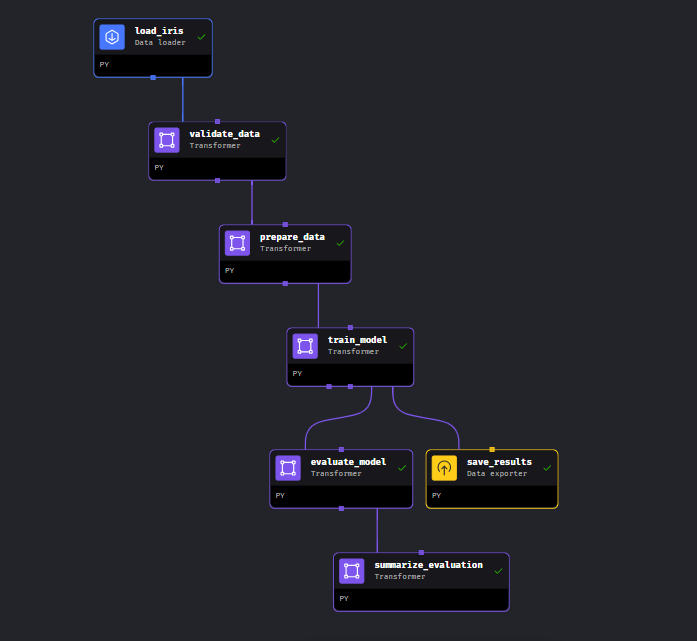 load_iris
Data loader
PY
validate_data
Transformer
PY
prepare_data
Transformer
PY
train_model
Transformer
PY
evaluate_model
Transformer
PY
save_results
Data exporter
PY
summarize_evaluation
Transformer
PY